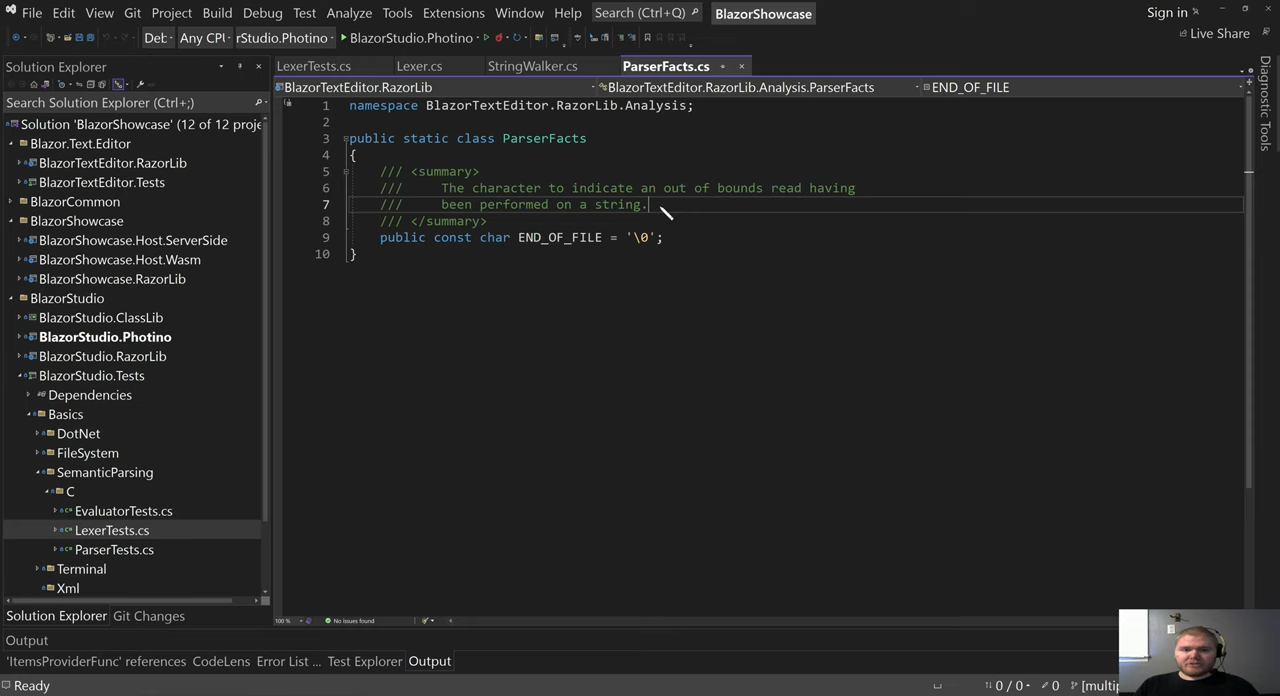 File Edit View Git Project Build Debug Test Analyze Tools Extensions Window Help Search (Ctrl+Q) BlazorShowcase Sign in
Deb Any CPU rStudio.Photino BlazorStudio.Photino Live Share
Solution Explorer
LexerTests.cs Lexer.cs StringWalker.cs ParserFacts.cs
BlazorTextEditor.RazorLib BlazorTextEditor.RazorLib.Analysis.ParserFacts END_OF_FILE
Search Solution Explorer (Ctrl+;)
Solution 'BlazorShowcase' (12 of 12 proje
Blazor.Text.Editor
BlazorTextEditor.RazorLib
BlazorTextEditor.Tests
BlazorCommon
BlazorShowcase
BlazorShowcase.Host.ServerSide
BlazorShowcase.Host.Wasm
BlazorShowcase.RazorLib
BlazorStudio
BlazorStudio.ClassLib
BlazorStudio.Photino
BlazorStudio.RazorLib
BlazorStudio.Tests
Dependencies
Basics
DotNet
FileSystem
SemanticParsing
C
EvaluatorTests.cs
LexerTests.cs
ParserTests.cs
Terminal
Xml
Solution Explorer Git Changes
1 namespace BlazorTextEditor.RazorLib.Analysis;
2
3 public static class ParserFacts
4 {
5 /// <summary>
6 /// The character to indicate an out of bounds read having
7 /// been performed on a string.
8 /// </summary>
9 public const char END_OF_FILE = '\0';
10 }
Diagnostic Tools
100 % No issues found
Output
'ItemsProviderFunc' references CodeLens Error List ... Test Explorer Output
Ready 0 / 0 0 [multip